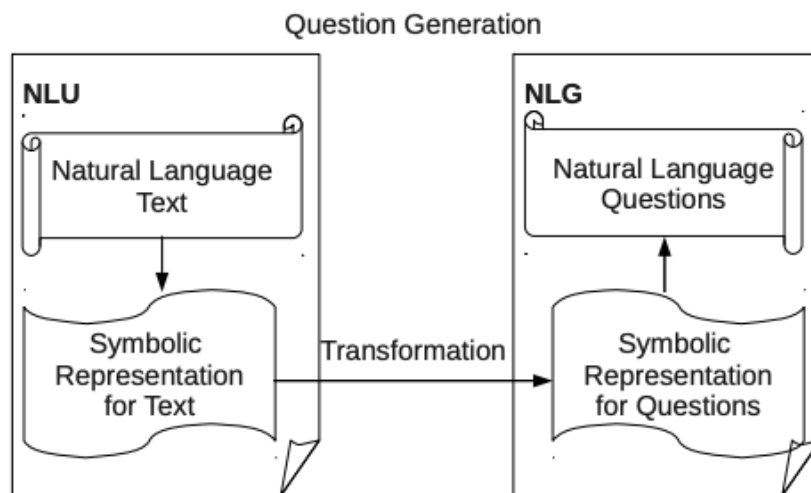 Question Generation
NLU
Natural Language
Text
Symbolic
Representation
for Text
Transformation
NLG
Natural Language
Questions
Symbolic
Representation
for Questions